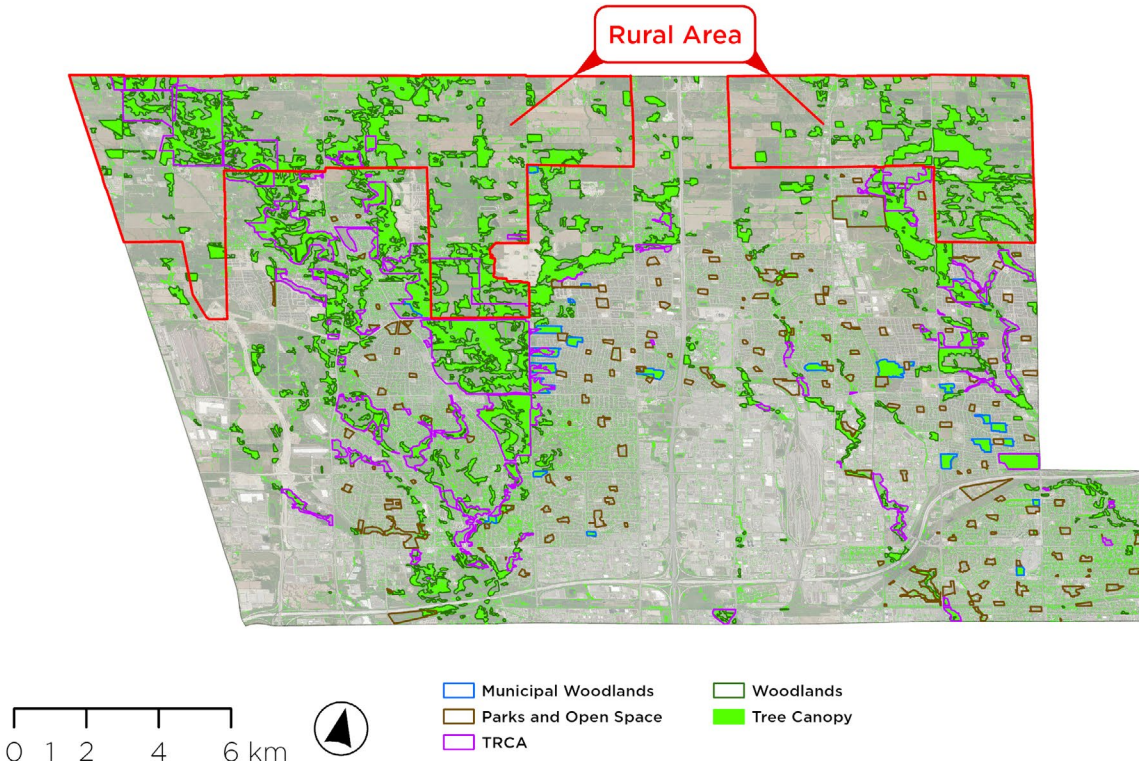 Rural Area
Municipal Woodlands
Parks and Open Space
TRCA
Woodlands
Tree Canopy
0 1 2 4 6 km